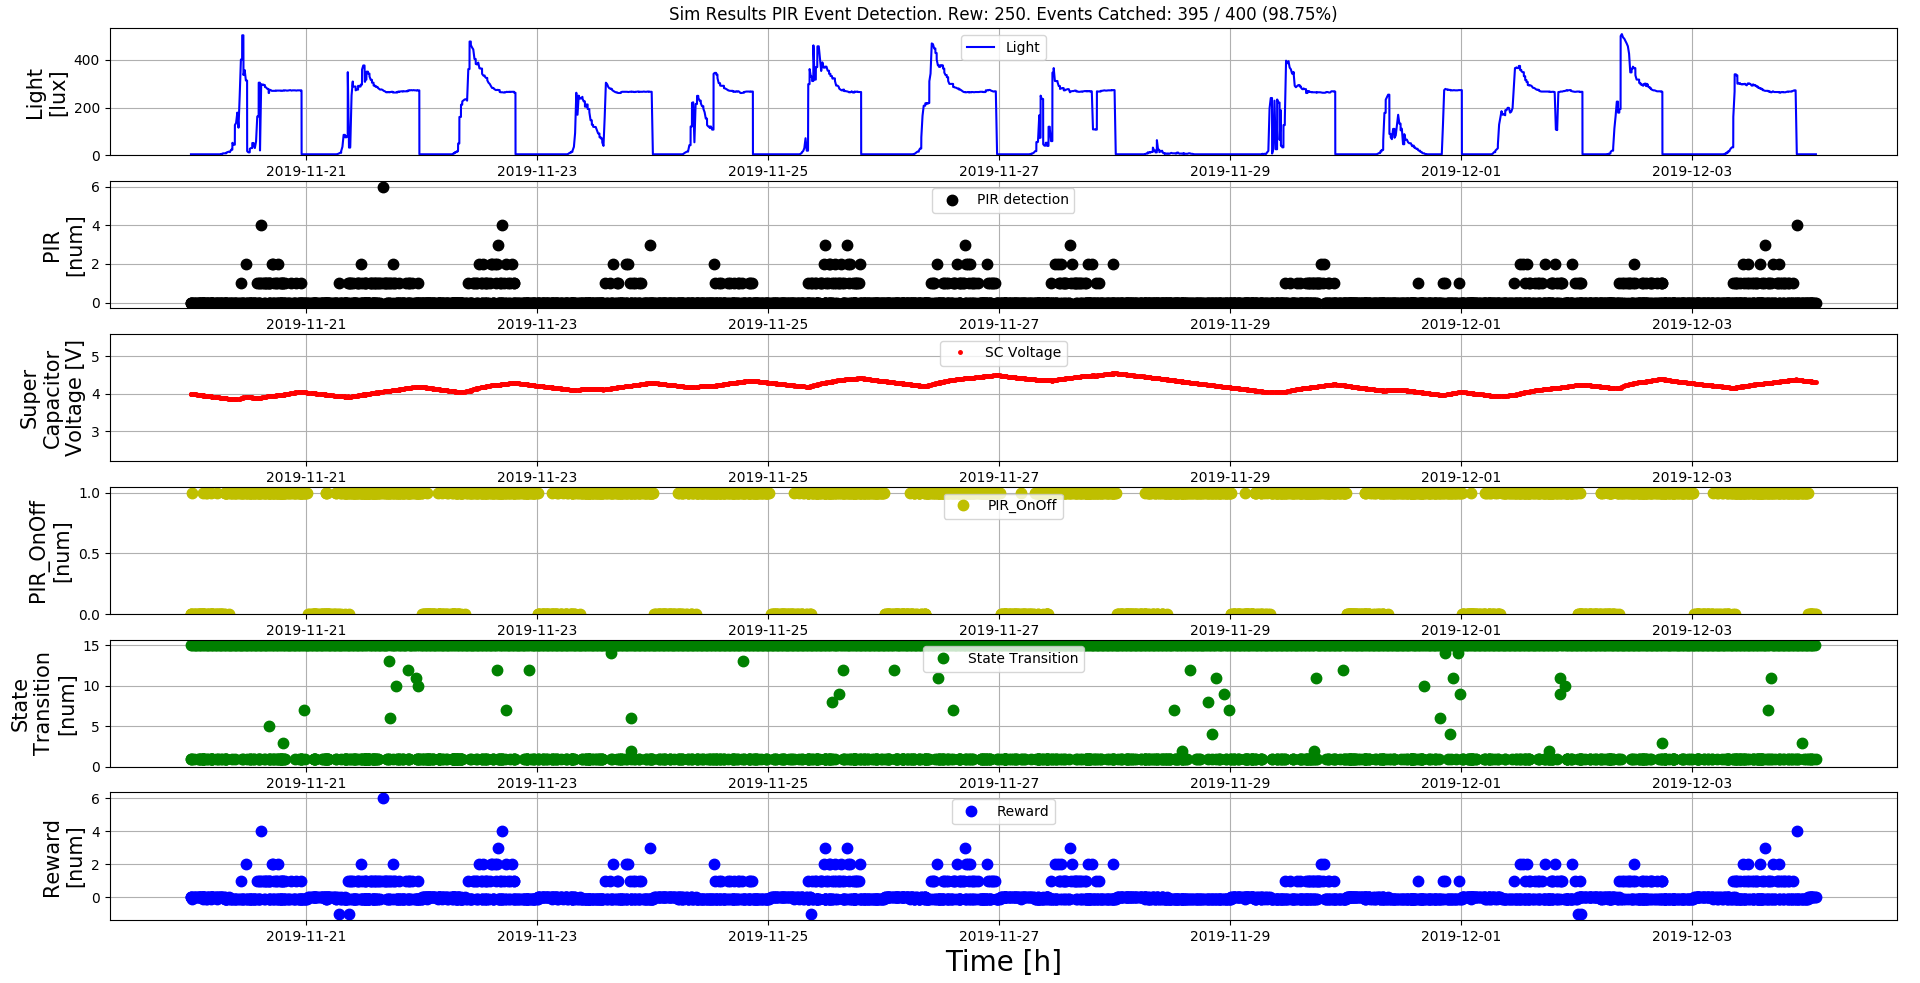 Sim Results PIR Event Detection. Rew: 250. Events Catched: 395 / 400 (98.75%)
Light
[lux]
400
200
0
Light
2019-11-21 2019-11-23 2019-11-25 2019-11-27 2019-11-29 2019-12-01 2019-12-03
PIR
[num]
6
4
2
0
PIR detection
2019-11-21 2019-11-23 2019-11-25 2019-11-27 2019-11-29 2019-12-01 2019-12-03
Super
Capacitor
Voltage [V]
5
4
3
SC Voltage
2019-11-21 2019-11-23 2019-11-25 2019-11-27 2019-11-29 2019-12-01 2019-12-03
PIR_OnOff
[num]
1.0
0.5
0.0
PIR_OnOff
2019-11-21 2019-11-23 2019-11-25 2019-11-27 2019-11-29 2019-12-01 2019-12-03
State
Transition
[num]
15
10
5
0
State Transition
2019-11-21 2019-11-23 2019-11-25 2019-11-27 2019-11-29 2019-12-01 2019-12-03
Reward
[num]
6
4
2
0
Reward
2019-11-21 2019-11-23 2019-11-25 2019-11-27 2019-11-29 2019-12-01 2019-12-03
Time [h]